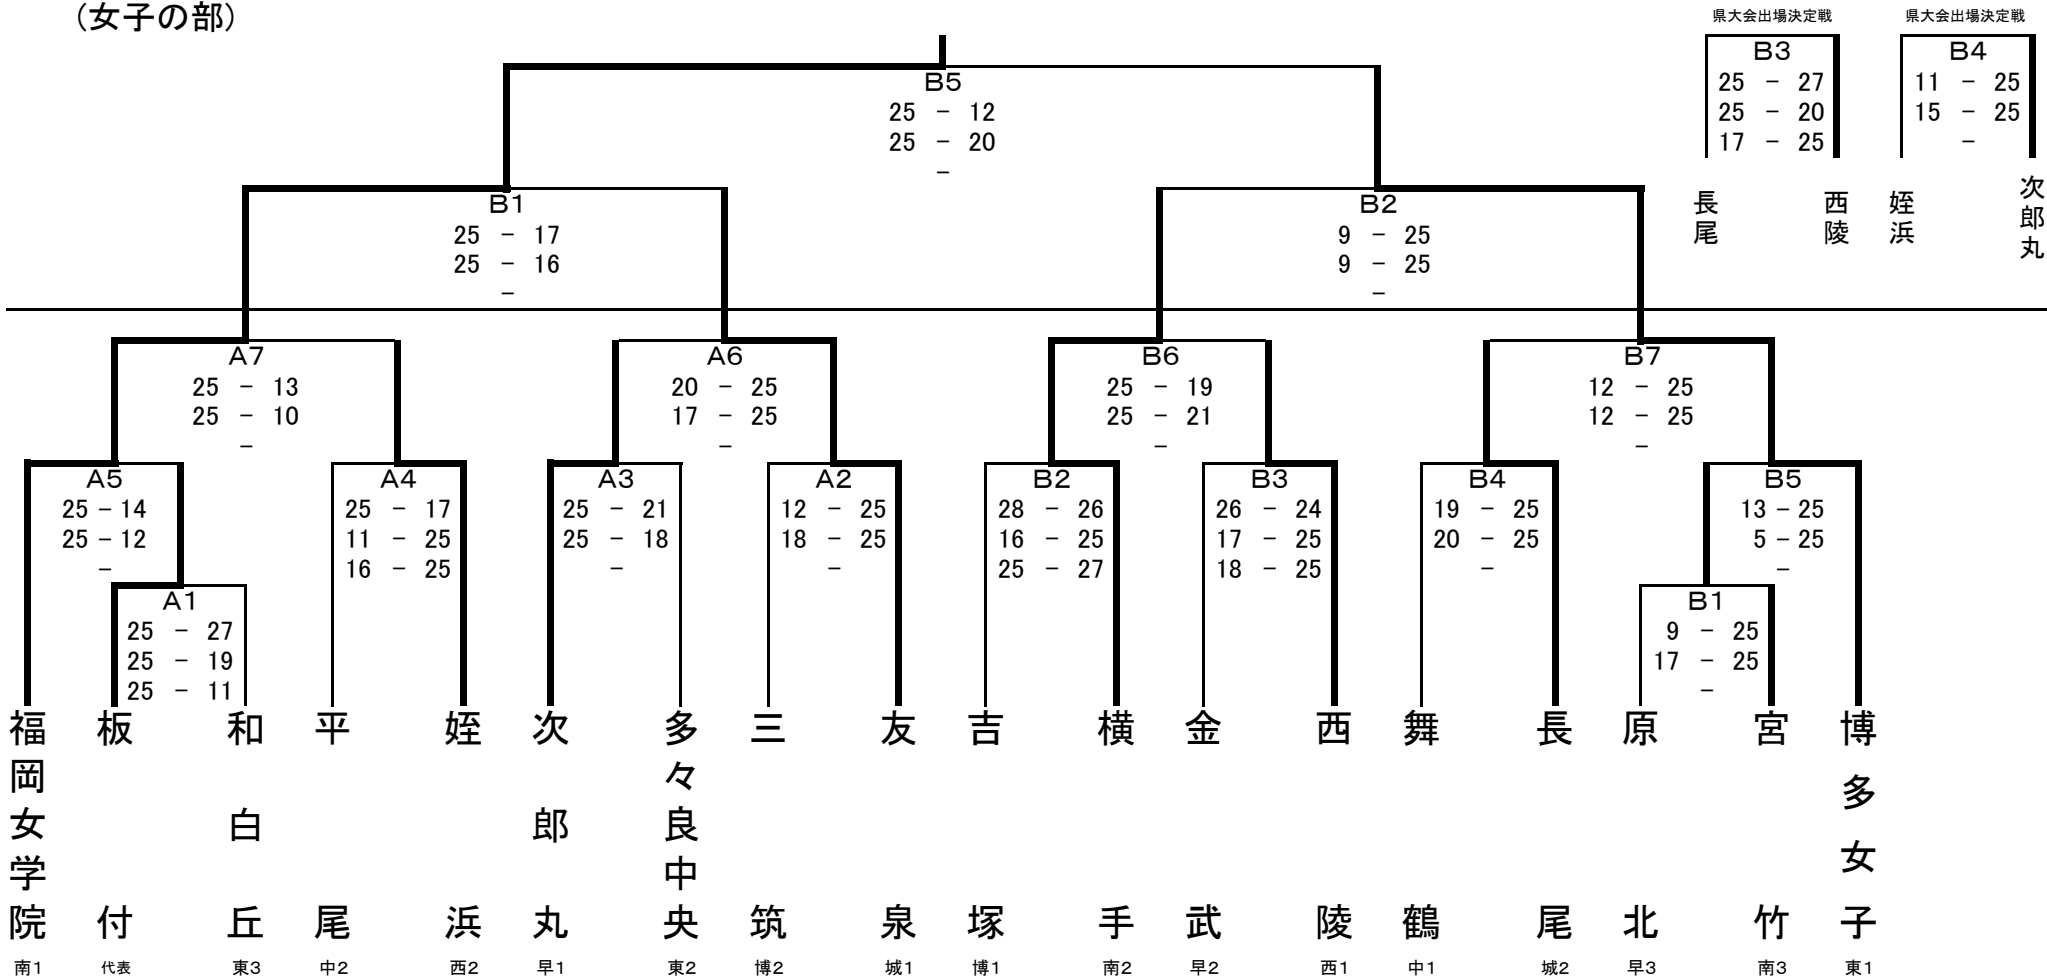 (女子の部)
県大会出場決定戦
B3
25 － 27
25 － 20
17 － 25
長尾
西陵
県大会出場決定戦
B4
11 － 25
15 － 25
－
姪浜
次郎丸
B5
25 － 12
25 － 20
－
B1
25 － 17
25 － 16
－
B2
9 － 25
9 － 25
－
A7
25 － 13
25 － 10
－
A6
20 － 25
17 － 25
－
B6
25 － 19
25 － 21
－
B7
12 － 25
12 － 25
－
A5
25 － 14
25 － 12
－
A4
25 － 17
11 － 25
16 － 25
A3
25 － 21
25 － 18
－
A2
12 － 25
18 － 25
－
B2
28 － 26
16 － 25
25 － 27
B3
26 － 24
17 － 25
18 － 25
B4
19 － 25
20 － 25
－
B5
13 － 25
5 － 25
－
A1
25 － 27
25 － 19
25 － 11
B1
9 － 25
17 － 25
－
福岡女学院
板付
和白丘
平尾
姪浜
次郎丸
多々良中央
三筑
友泉
吉塚
横手
金武
西陵
舞鶴
長尾
原北
宮竹
博多女子
南1 代表 東3 中2 西2 早1 東2 博2 城1 博1 南2 早2 西1 中1 城2 早3 南3 東1